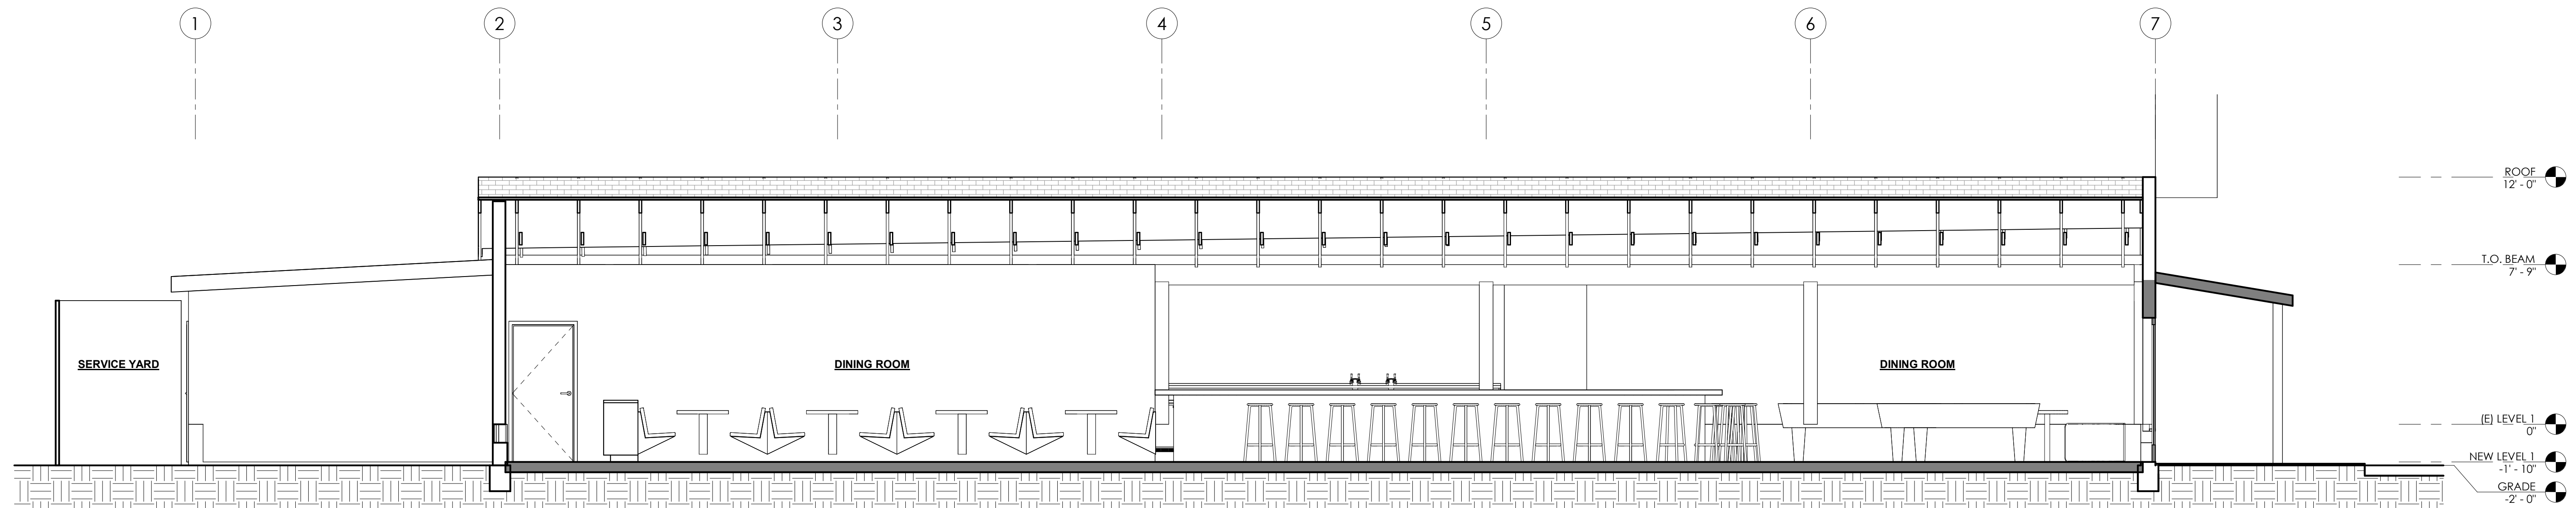 1 2 3 4 5 6 7
ROOF
12' - 0"
T.O. BEAM
7' - 9"
SERVICE YARD DINING ROOM DINING ROOM
(E) LEVEL 1
0"
NEW LEVEL 1
-1' - 10"
GRADE
-2' - 0"